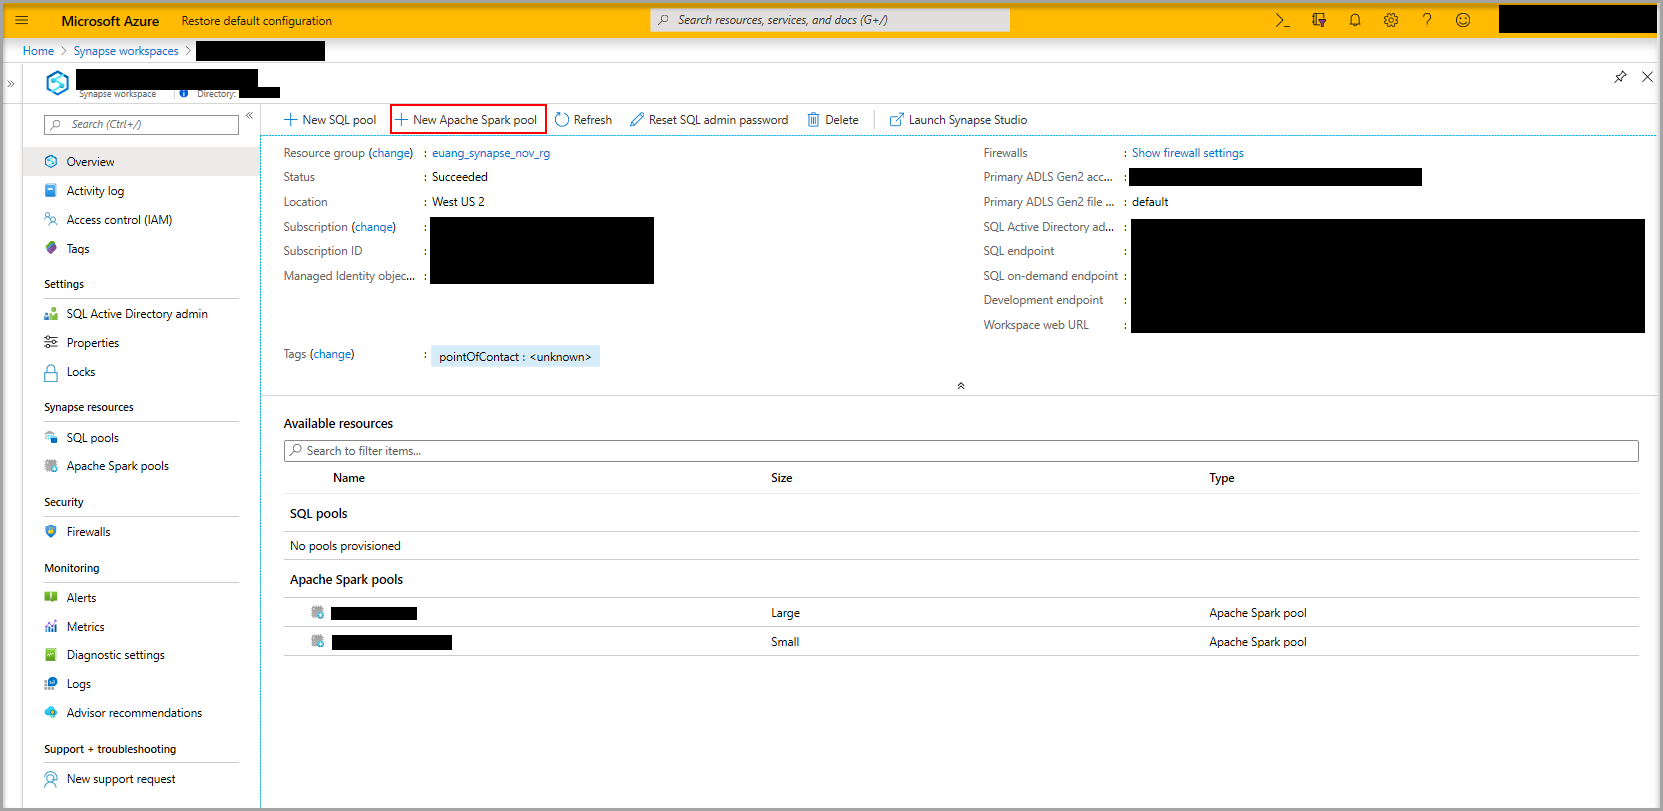 Microsoft Azure Restore default configuration Search resources, services, and docs (G+/)
Home > Synapse workspaces >
Synapse workspace Directory:
Search (Ctrl+/)
New SQL pool New Apache Spark pool Refresh Reset SQL admin password Delete Launch Synapse Studio
Overview
Activity log
Access control (IAM)
Tags
Settings
SQL Active Directory admin
Properties
Locks
Synapse resources
SQL pools
Apache Spark pools
Security
Firewalls
Monitoring
Alerts
Metrics
Diagnostic settings
Logs
Advisor recommendations
Support + troubleshooting
New support request
Resource group (change) : euang_synapse_nov_rg
Status : Succeeded
Location : West US 2
Subscription (change) :
Subscription ID :
Managed Identity objec... :
Tags (change) : pointOfContact : <unknown>
Firewalls : Show firewall settings
Primary ADLS Gen2 acc... :
Primary ADLS Gen2 file ... : default
SQL Active Directory ad... :
SQL endpoint :
SQL on-demand endpoint :
Development endpoint :
Workspace web URL :
Available resources
Search to filter items...
Name Size Type
SQL pools
No pools provisioned
Apache Spark pools
Large Apache Spark pool
Small Apache Spark pool